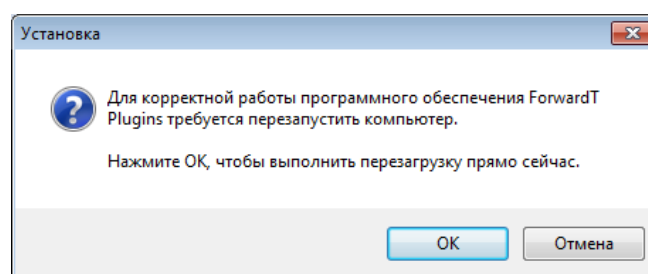 Установка
Для корректной работы программного обеспечения ForwardT
Plugins требуется перезапустить компьютер.
Нажмите ОК, чтобы выполнить перезагрузку прямо сейчас.
ОК
Отмена